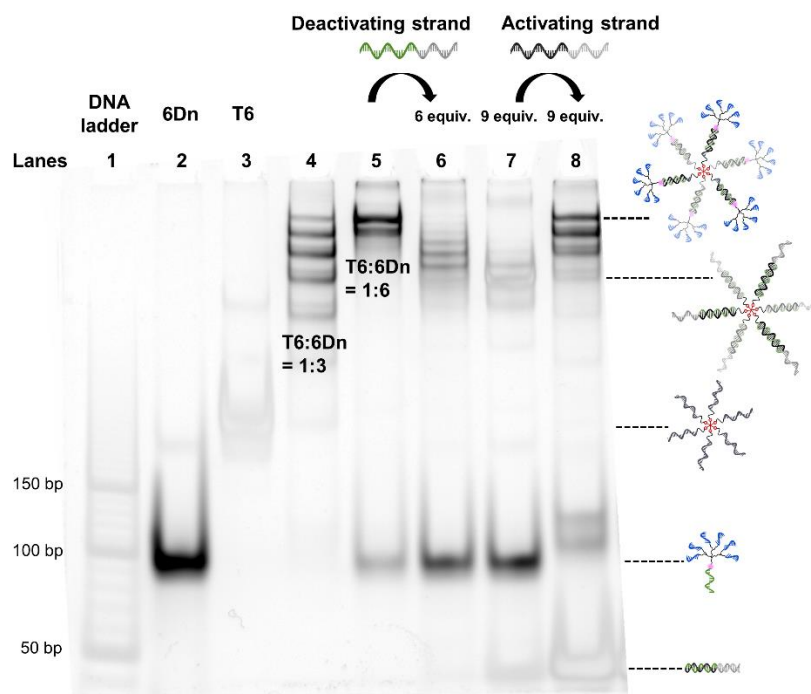 Deactivating strand
Activating strand
DNA ladder
6Dn
T6
6 equiv.
9 equiv.
9 equiv.
Lanes
1
2
3
4
5
6
7
8
T6:6Dn = 1:6
T6:6Dn = 1:3
150 bp
100 bp
50 bp